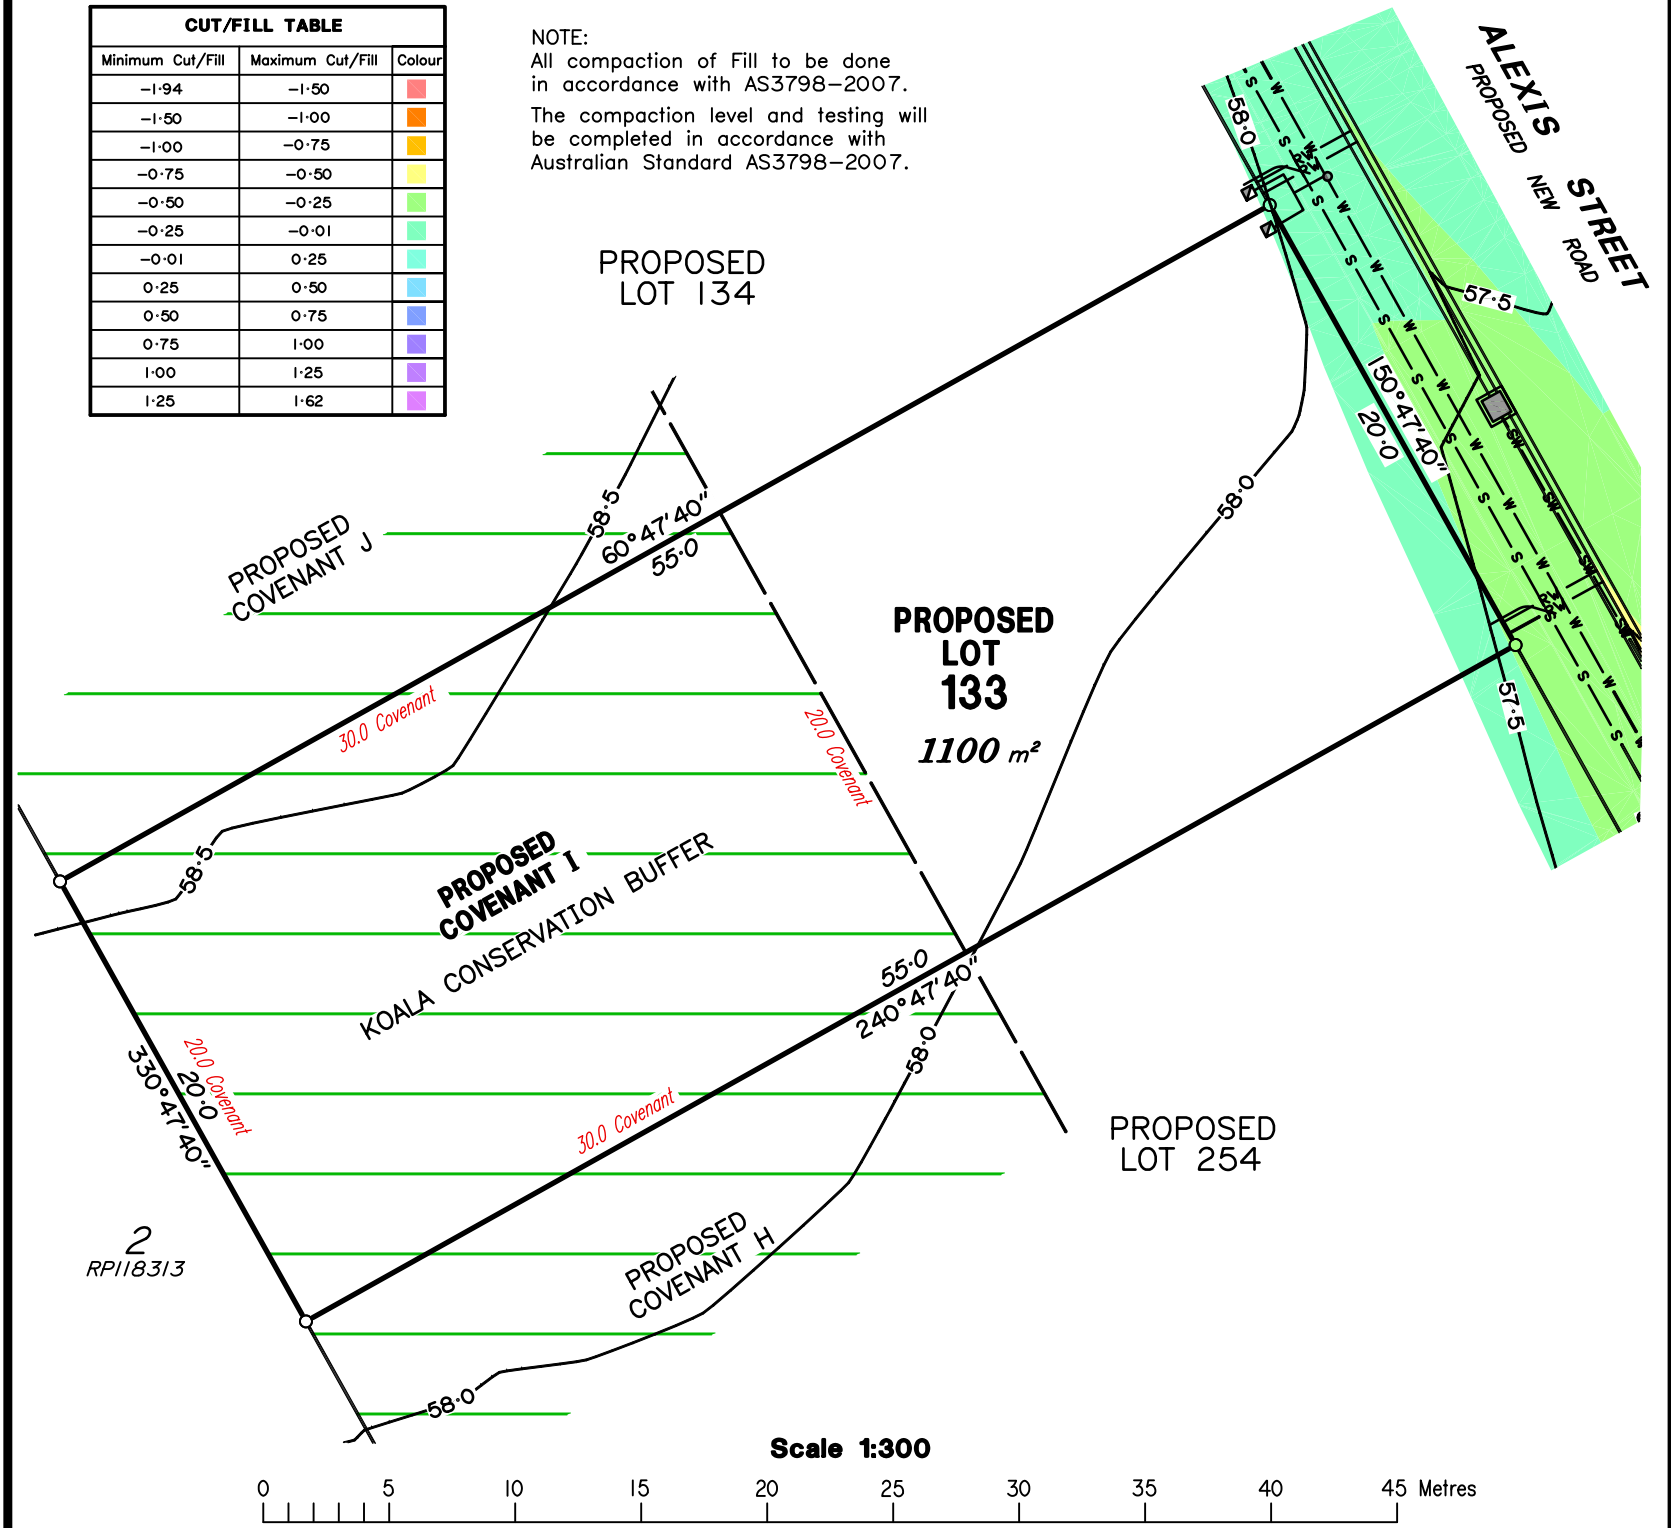 CUT/FILL TABLE
Minimum Cut/Fill Maximum Cut/Fill Colour
-1·94 -1·50
-1·50 -1·00
-1·00 -0·75
-0·75 -0·50
-0·50 -0·25
-0·25 -0·01
-0·01 0·25
0·25 0·50
0·50 0·75
0·75 1·00
1·00 1·25
1·25 1·62
NOTE:
All compaction of Fill to be done
in accordance with AS3798-2007.
The compaction level and testing will
be completed in accordance with
Australian Standard AS3798-2007.
ALEXIS STREET
PROPOSED NEW ROAD
58·0
S W S W S W S W S W
57·5
PROPOSED
LOT 134
150°47'40"
20·0
SW
SW
SW
SW
58·0
58·5
60°47'40"
55·0
PROPOSED
COVENANT J
PROPOSED
LOT
133
1100 m²
30.0 Covenant
20.0 Covenant
57·5
58·5
PROPOSED
COVENANT I
KOALA CONSERVATION BUFFER
55·0
240°47'40"
58·0
20.0 Covenant
20·0
330°47'40"
30.0 Covenant
PROPOSED
LOT 254
2
RP118313
PROPOSED
COVENANT H
58·0
Scale 1:300
0 5 10 15 20 25 30 35 40 45 Metres